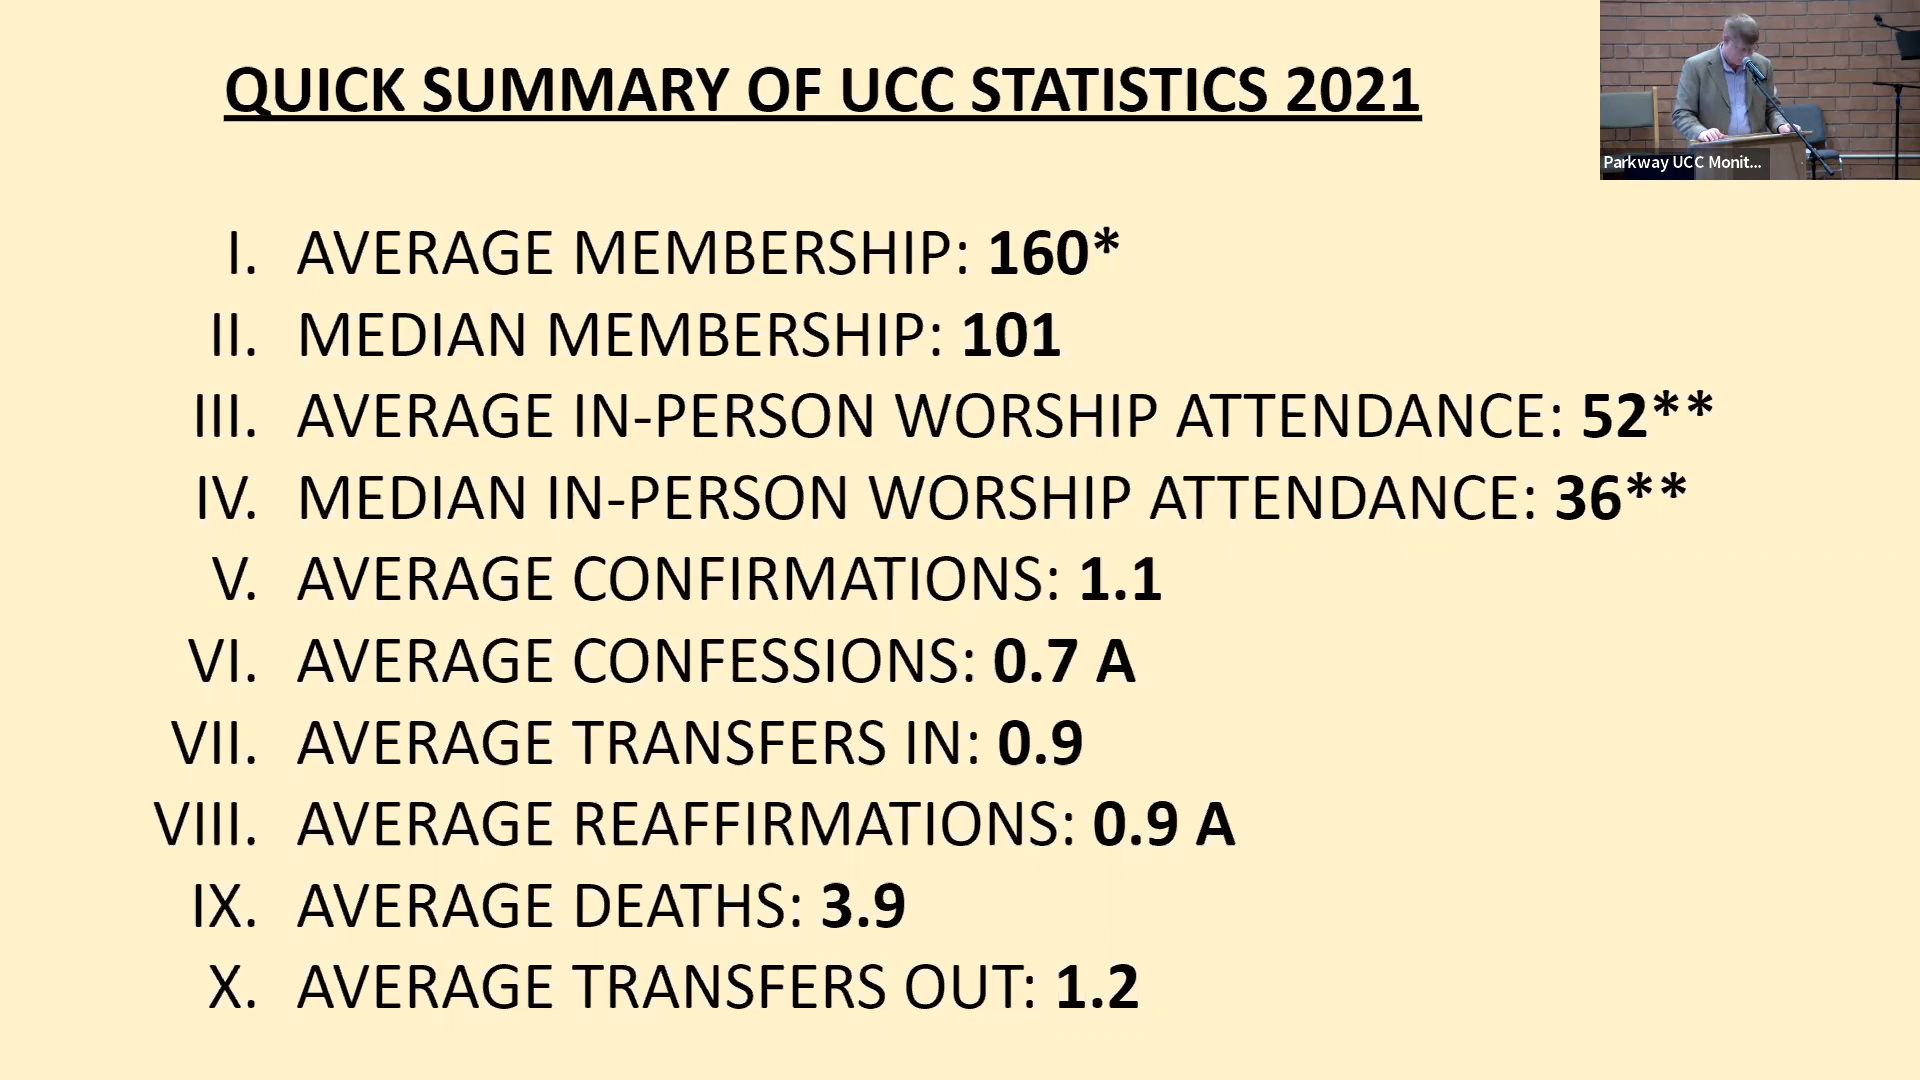 QUICK SUMMARY OF UCC STATISTICS 2021
Parkway UCC Monit...
I. AVERAGE MEMBERSHIP: 160*
II. MEDIAN MEMBERSHIP: 101
III. AVERAGE IN-PERSON WORSHIP ATTENDANCE: 52**
IV. MEDIAN IN-PERSON WORSHIP ATTENDANCE: 36**
V. AVERAGE CONFIRMATIONS: 1.1
VI. AVERAGE CONFESSIONS: 0.7 A
VII. AVERAGE TRANSFERS IN: 0.9
VIII. AVERAGE REAFFIRMATIONS: 0.9 A
IX. AVERAGE DEATHS: 3.9
X. AVERAGE TRANSFERS OUT: 1.2